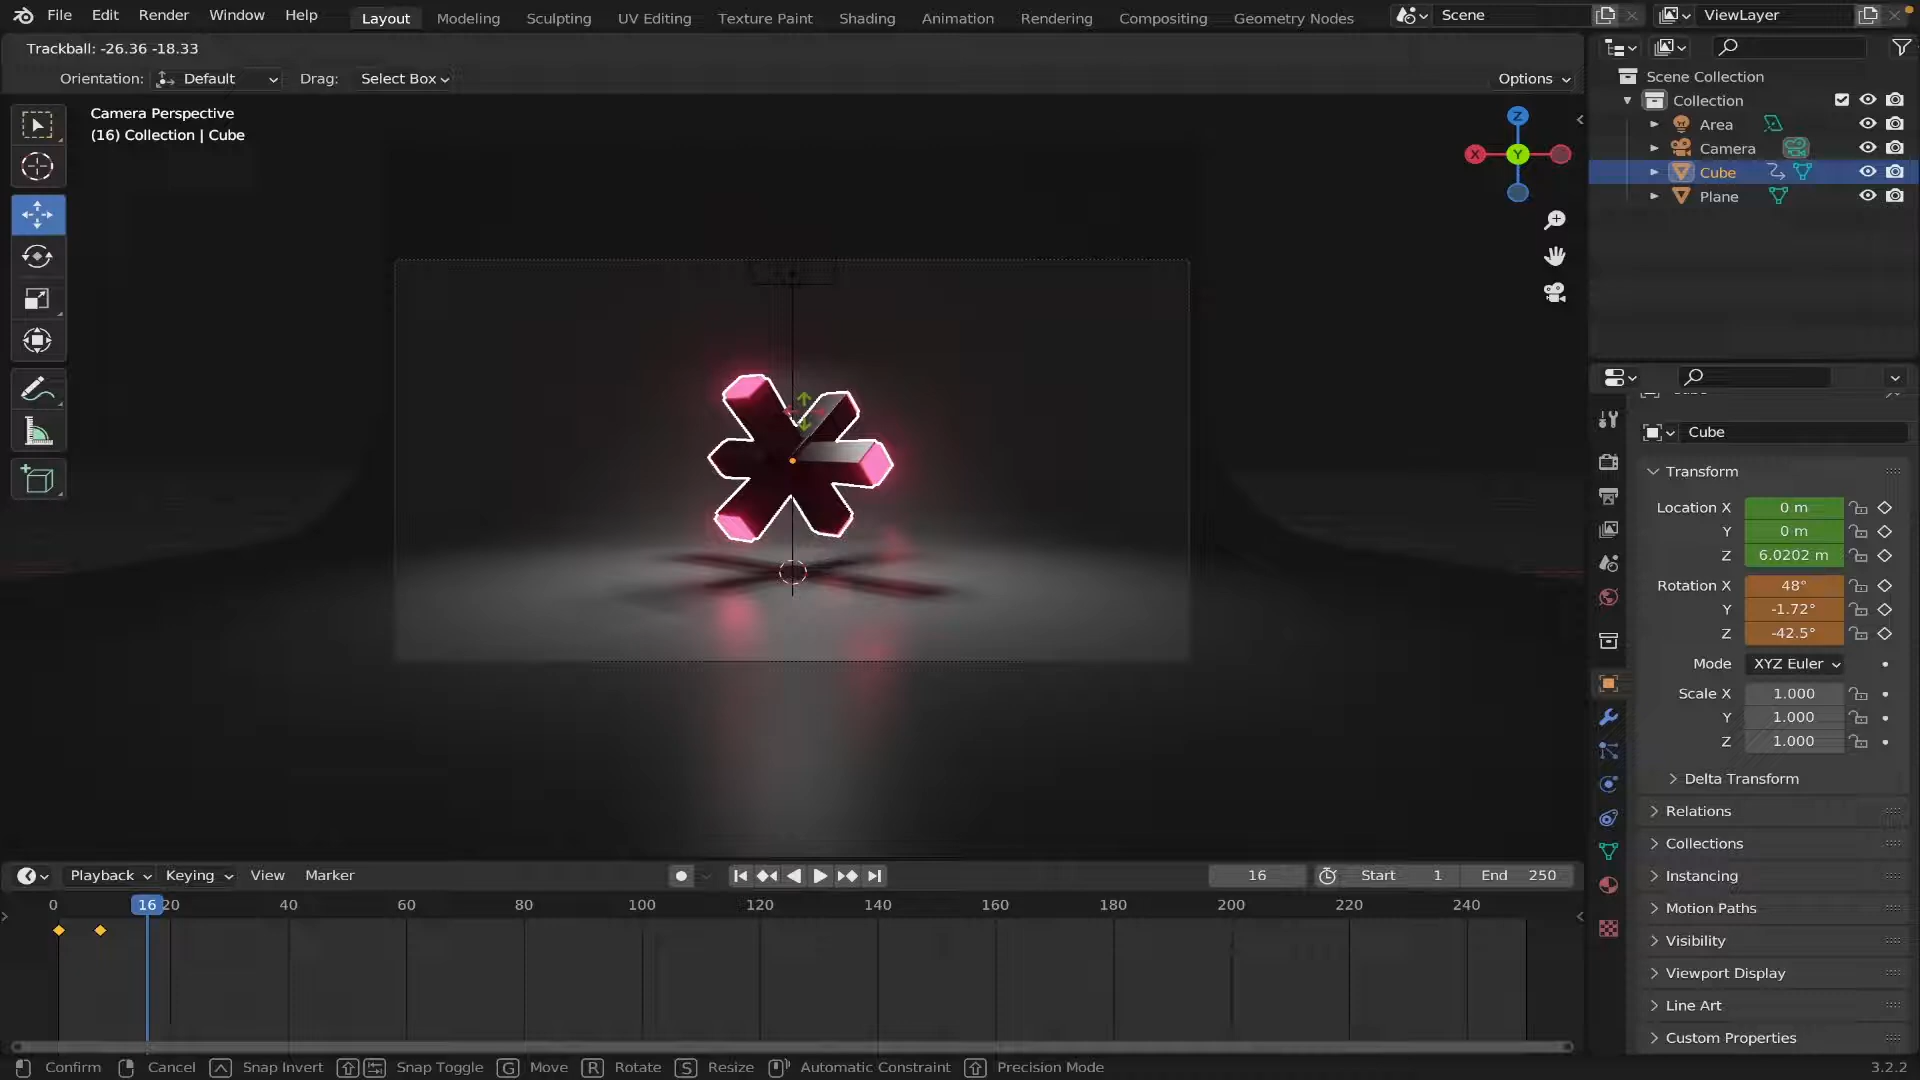 File Edit Render Window Help Layout Modeling Sculpting UV Editing Texture Paint Shading Animation Rendering Compositing Geometry Nodes Scene ViewLayer
Trackball: -26.36 -18.33
Orientation: Default Drag: Select Box Options
Camera Perspective
(16) Collection | Cube
Z
X Y
Scene Collection
Collection
Area
Camera
Cube
Plane
Cube
Transform
Location X 0 m
Y 0 m
Z 6.0202 m
Rotation X 48°
Y -1.72°
Z -42.5°
Mode XYZ Euler
Scale X 1.000
Y 1.000
Z 1.000
Delta Transform
Relations
Collections
Instancing
Motion Paths
Visibility
Viewport Display
Line Art
Custom Properties
Playback Keying View Marker 16 Start 1 End 250
0 16 20 40 60 80 100 120 140 160 180 200 220 240
Confirm Cancel Snap Invert Snap Toggle G Move R Rotate S Resize Automatic Constraint Precision Mode 3.2.2